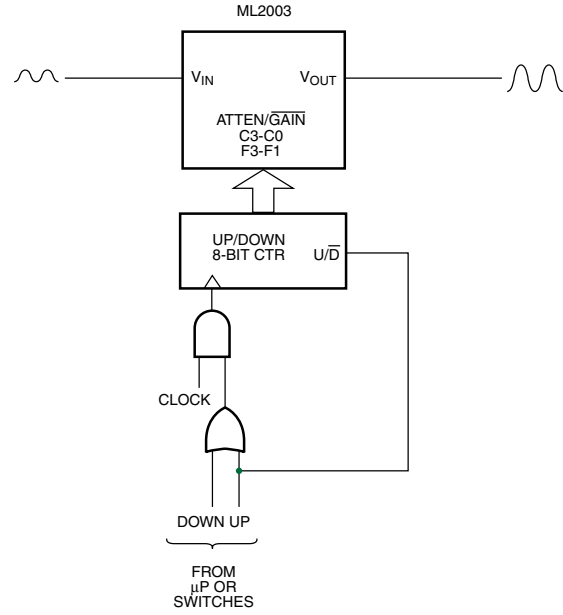 ML2003
VIN
VOUT
ATTEN/GAIN
C3-C0
F3-F1
UP/DOWN
8-BIT CTR
U/D
CLOCK
DOWN UP
FROM
µP OR
SWITCHES